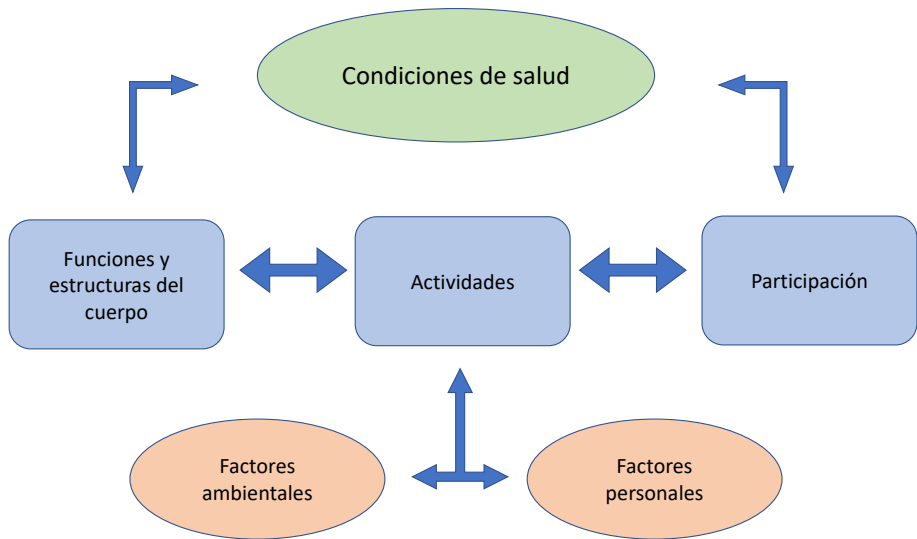 Condiciones de salud
Funciones y
estructuras del
cuerpo
Actividades
Participación
Factores
ambientales
Factores
personales